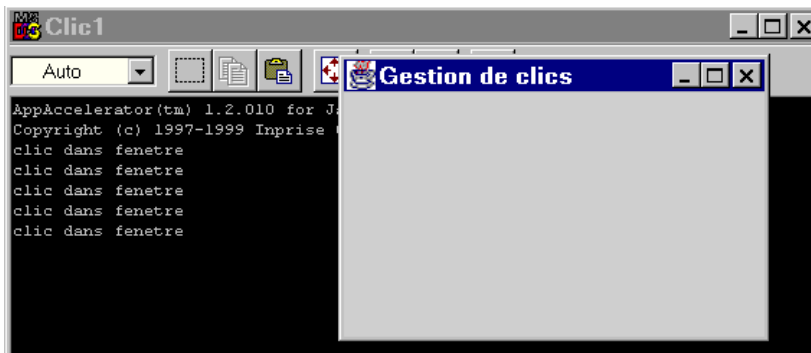 Clic1
Auto
Gestion de clics
AppAccelerator(tm) 1.2.010 for
Copyright (c) 1997-1999 Inprise
clic dans fenetre
clic dans fenetre
clic dans fenetre
clic dans fenetre
clic dans fenetre